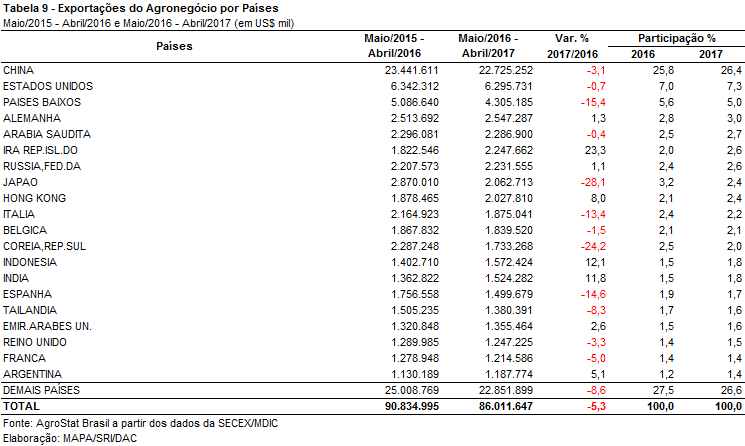 Tabela 9 - Exportações do Agronegócio por Países
Maio/2015 - Abril/2016 e Maio/2016 - Abril/2017 (em US$ mil)
Países Maio/2015 - Abril/2016 Maio/2016 - Abril/2017 Var. % 2017/2016 Participação % 2016 2017
CHINA 23.441.611 22.725.252 -3,1 25,8 26,4
ESTADOS UNIDOS 6.342.312 6.295.731 -0,7 7,0 7,3
PAISES BAIXOS 5.086.640 4.305.185 -15,4 5,6 5,0
ALEMANHA 2.513.692 2.547.287 1,3 2,8 3,0
ARABIA SAUDITA 2.296.081 2.286.900 -0,4 2,5 2,7
IRA REP.ISL.DO 1.822.546 2.247.662 23,3 2,0 2,6
RUSSIA,FED.DA 2.207.573 2.231.555 1,1 2,4 2,6
JAPAO 2.870.010 2.062.713 -28,1 3,2 2,4
HONG KONG 1.878.465 2.027.810 8,0 2,1 2,4
ITALIA 2.164.923 1.875.041 -13,4 2,4 2,2
BELGICA 1.867.832 1.839.520 -1,5 2,1 2,1
COREIA,REP.SUL 2.287.248 1.733.268 -24,2 2,5 2,0
INDONESIA 1.402.710 1.572.424 12,1 1,5 1,8
INDIA 1.362.822 1.524.282 11,8 1,5 1,8
ESPANHA 1.756.558 1.499.679 -14,6 1,9 1,7
TAILANDIA 1.505.235 1.380.391 -8,3 1,7 1,6
EMIR.ARABES UN. 1.320.848 1.355.464 2,6 1,5 1,6
REINO UNIDO 1.289.985 1.247.225 -3,3 1,4 1,5
FRANCA 1.278.948 1.214.586 -5,0 1,4 1,4
ARGENTINA 1.130.189 1.187.774 5,1 1,2 1,4
DEMAIS PAÍSES 25.008.769 22.851.899 -8,6 27,5 26,6
TOTAL 90.834.995 86.011.647 -5,3 100,0 100,0
Fonte: AgroStat Brasil a partir dos dados da SECEX/MDIC
Elaboração: MAPA/SRI/DAC